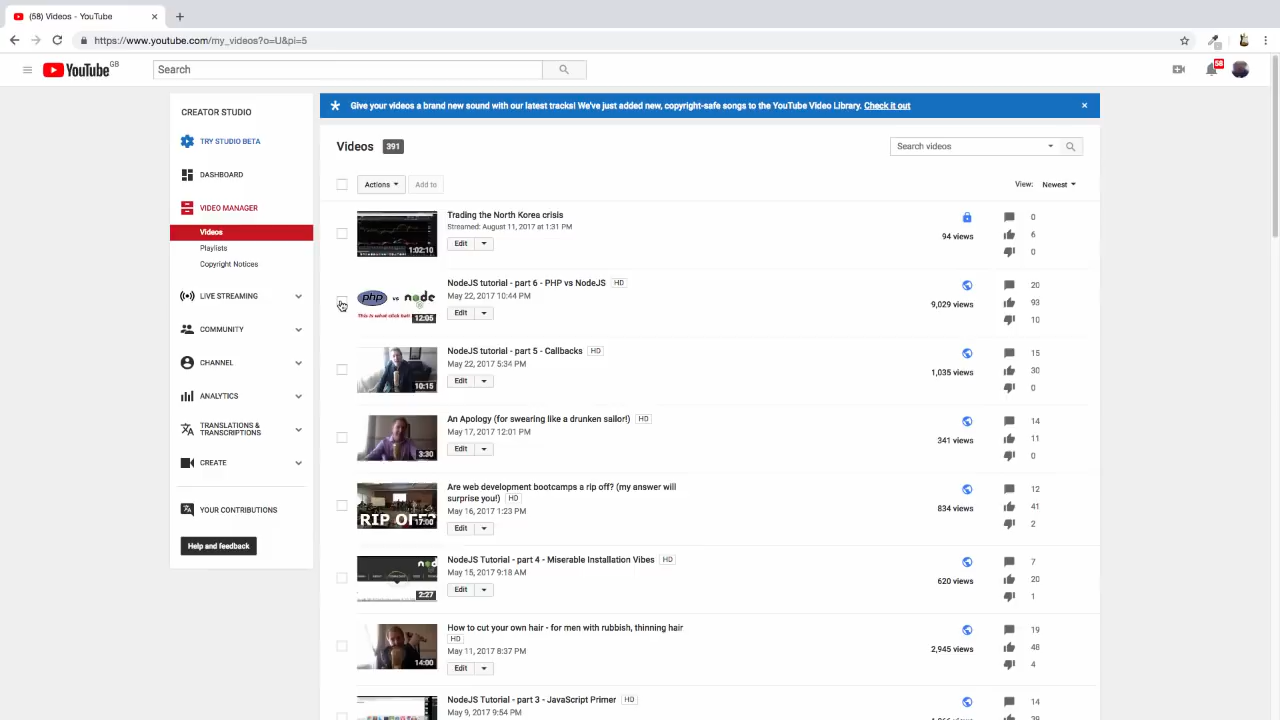 (58) Videos - YouTube
https://www.youtube.com/my_videos?o=U&pi=5
YouTube GB
Search
58
CREATOR STUDIO
TRY STUDIO BETA
DASHBOARD
VIDEO MANAGER
Videos
Playlists
Copyright Notices
LIVE STREAMING
COMMUNITY
CHANNEL
ANALYTICS
TRANSLATIONS &
TRANSCRIPTIONS
CREATE
YOUR CONTRIBUTIONS
Help and feedback
Give your videos a brand new sound with our latest tracks! We've just added new, copyright-safe songs to the YouTube Video Library. Check it out
Videos 391
Search videos
Actions
Add to
View: Newest
1:02:10
Trading the North Korea crisis
Streamed: August 11, 2017 at 1:31 PM
Edit
94 views
0
6
0
php vs node
12:05
NodeJS tutorial - part 6 - PHP vs NodeJS HD
May 22, 2017 10:44 PM
Edit
9,029 views
20
93
10
10:15
NodeJS tutorial - part 5 - Callbacks HD
May 22, 2017 5:34 PM
Edit
1,035 views
15
30
0
3:30
An Apology (for swearing like a drunken sailor!) HD
May 17, 2017 12:01 PM
Edit
341 views
14
11
0
RIP OFF?
17:00
Are web development bootcamps a rip off? (my answer will
surprise you!) HD
May 16, 2017 1:23 PM
Edit
834 views
12
41
2
2:27
NodeJS Tutorial - part 4 - Miserable Installation Vibes HD
May 15, 2017 9:18 AM
Edit
620 views
7
20
1
14:00
How to cut your own hair - for men with rubbish, thinning hair
HD
May 11, 2017 8:37 PM
Edit
2,945 views
19
48
4
NodeJS Tutorial - part 3 - JavaScript Primer HD
May 9, 2017 9:54 PM
14